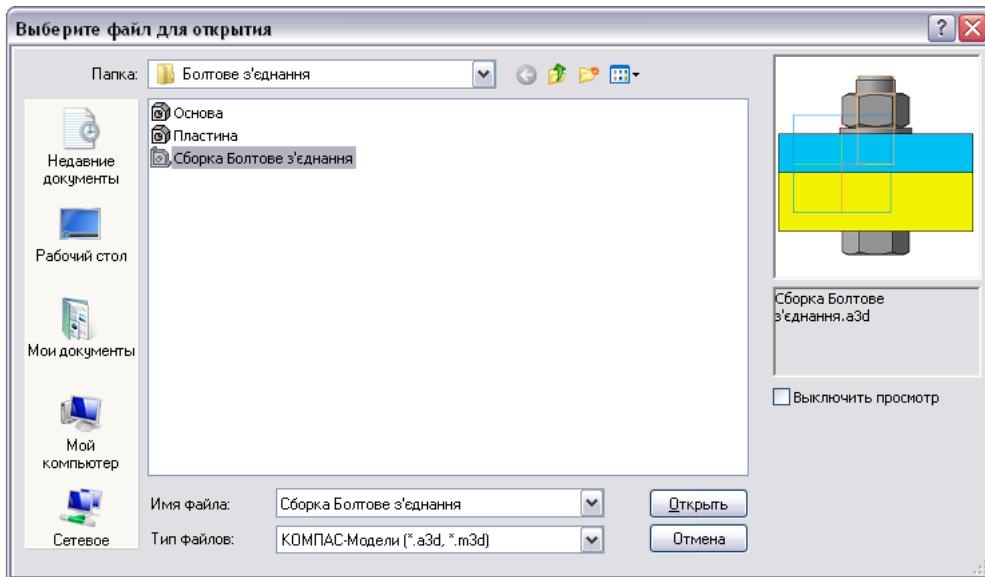 Выберите файл для открытия
Папка:
Болтове з'єднання
Основа
Пластина
Сборка Болтове з'єднання
Недавние
документы
Рабочий стол
Мои документы
Мой
компьютер
Сетевое
Сборка Болтове
з'єднання.a3d
Выключить просмотр
Имя файла:
Сборка Болтове з'єднання
Открыть
Тип файлов:
КОМПАС-Модели (*.a3d, *.m3d)
Отмена